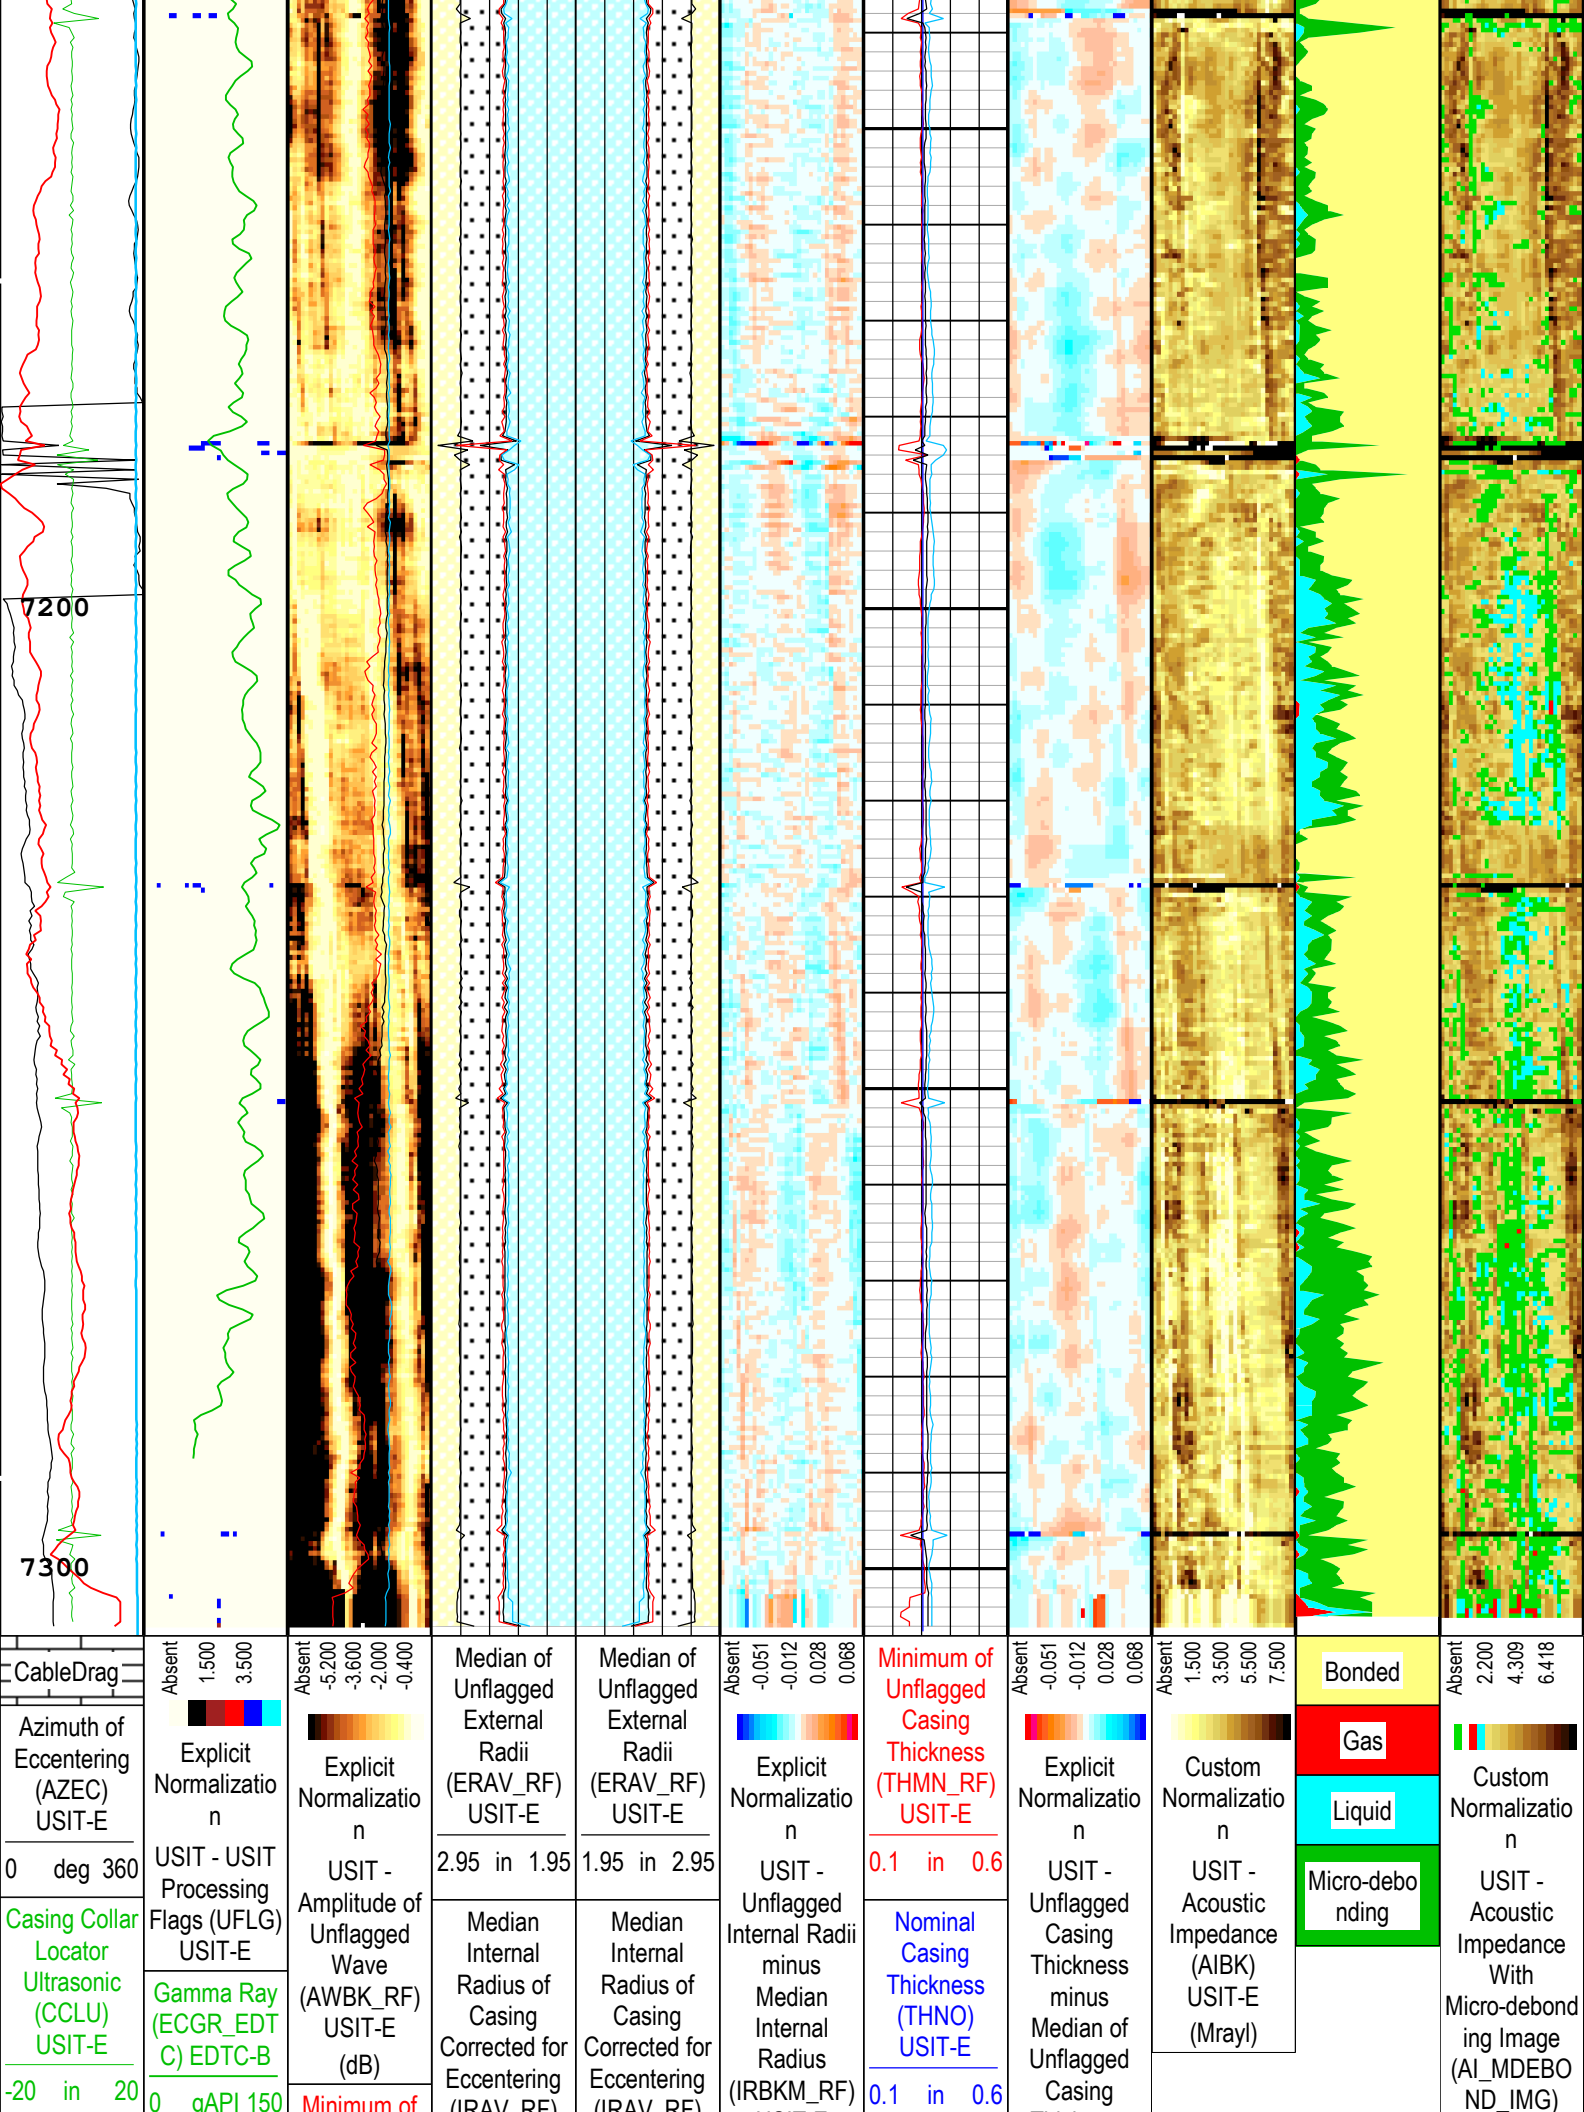 7200
7300
CableDrag
Azimuth of
Eccentering
(AZEC)
USIT-E
0 deg 360
Casing Collar
Locator
Ultrasonic
(CCLU)
USIT-E
-20 in 20
Absent
1.500
3.500
Explicit
Normalizatio
n
USIT - USIT
Processing
Flags (UFLG)
USIT-E
Gamma Ray
(ECGR_EDT
C) EDTC-B
0 gAPI 150
Absent
-5.200
-3.600
-2.000
-0.400
Explicit
Normalizatio
n
USIT -
Amplitude of
Unflagged
Wave
(AWBK_RF)
USIT-E
(dB)
Minimum of
Median of
Unflagged
External
Radii
(ERAV_RF)
USIT-E
2.95 in 1.95
Median
Internal
Radius of
Casing
Corrected for
Eccentering
(IRAV_RF)
Median of
Unflagged
External
Radii
(ERAV_RF)
USIT-E
1.95 in 2.95
Median
Internal
Radius of
Casing
Corrected for
Eccentering
(IRAV_RF)
Absent
-0.051
-0.012
0.028
0.068
Explicit
Normalizatio
n
USIT -
Unflagged
Internal Radii
minus
Median
Internal
Radius
(IRBKM_RF)
Minimum of
Unflagged
Casing
Thickness
(THMN_RF)
USIT-E
0.1 in 0.6
Nominal
Casing
Thickness
(THNO)
USIT-E
0.1 in 0.6
Absent
-0.051
-0.012
0.028
0.068
Explicit
Normalizatio
n
USIT -
Unflagged
Casing
Thickness
minus
Median of
Unflagged
Casing
Absent
1.500
3.500
5.500
7.500
Custom
Normalizatio
n
USIT -
Acoustic
Impedance
(AIBK)
USIT-E
(Mrayl)
Bonded
Gas
Liquid
Micro-debo
nding
Absent
2.200
4.309
6.418
Custom
Normalizatio
n
USIT -
Acoustic
Impedance
With
Micro-debond
ing Image
(AI_MDEBO
ND_IMG)